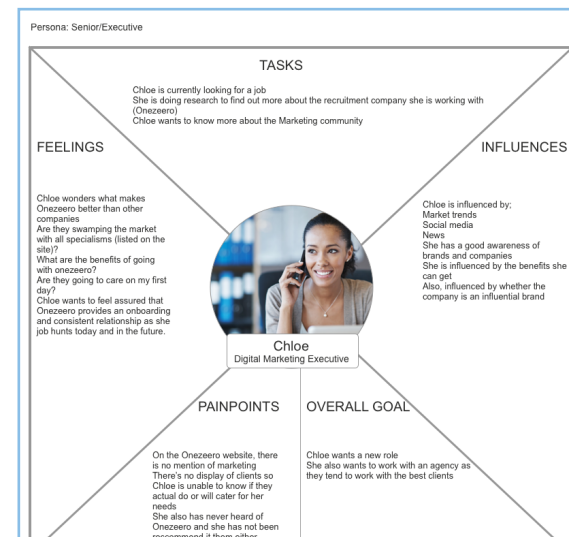 Persona: Senior/Executive
TASKS
Chloe is currently looking for a job
She is doing research to find out more about the recruitment company she is working with
(Onezeero)
Chloe wants to know more about the Marketing community
FEELINGS
Chloe wonders what makes
Onezeero better than other
companies
Are they swamping the market
with all specialisms (listed on the
site)?
What are the benefits of going
with onezeero?
Are they going to care on my first
day?
Chloe wants to feel assured that
Onezeero provides an onboarding
and consistent relationship as she
job hunts today and in the future.
INFLUENCES
Chloe is influenced by;
Market trends
Social media
News
She has a good awareness of
brands and companies
She is influenced by the benefits she
can get
Also, influenced by whether the
company is an influential brand
Chloe
Digital Marketing Executive
PAINPOINTS
On the Onezeero website, there
is no mention of marketing
There's no display of clients so
Chloe is unable to know if they
actual do or will cater for her
needs
She also has never heard of
Onezeero and she has not been
reccommend it them either
OVERALL GOAL
Chloe wants a new role
She also wants to work with an agency as
they tend to work with the best clients